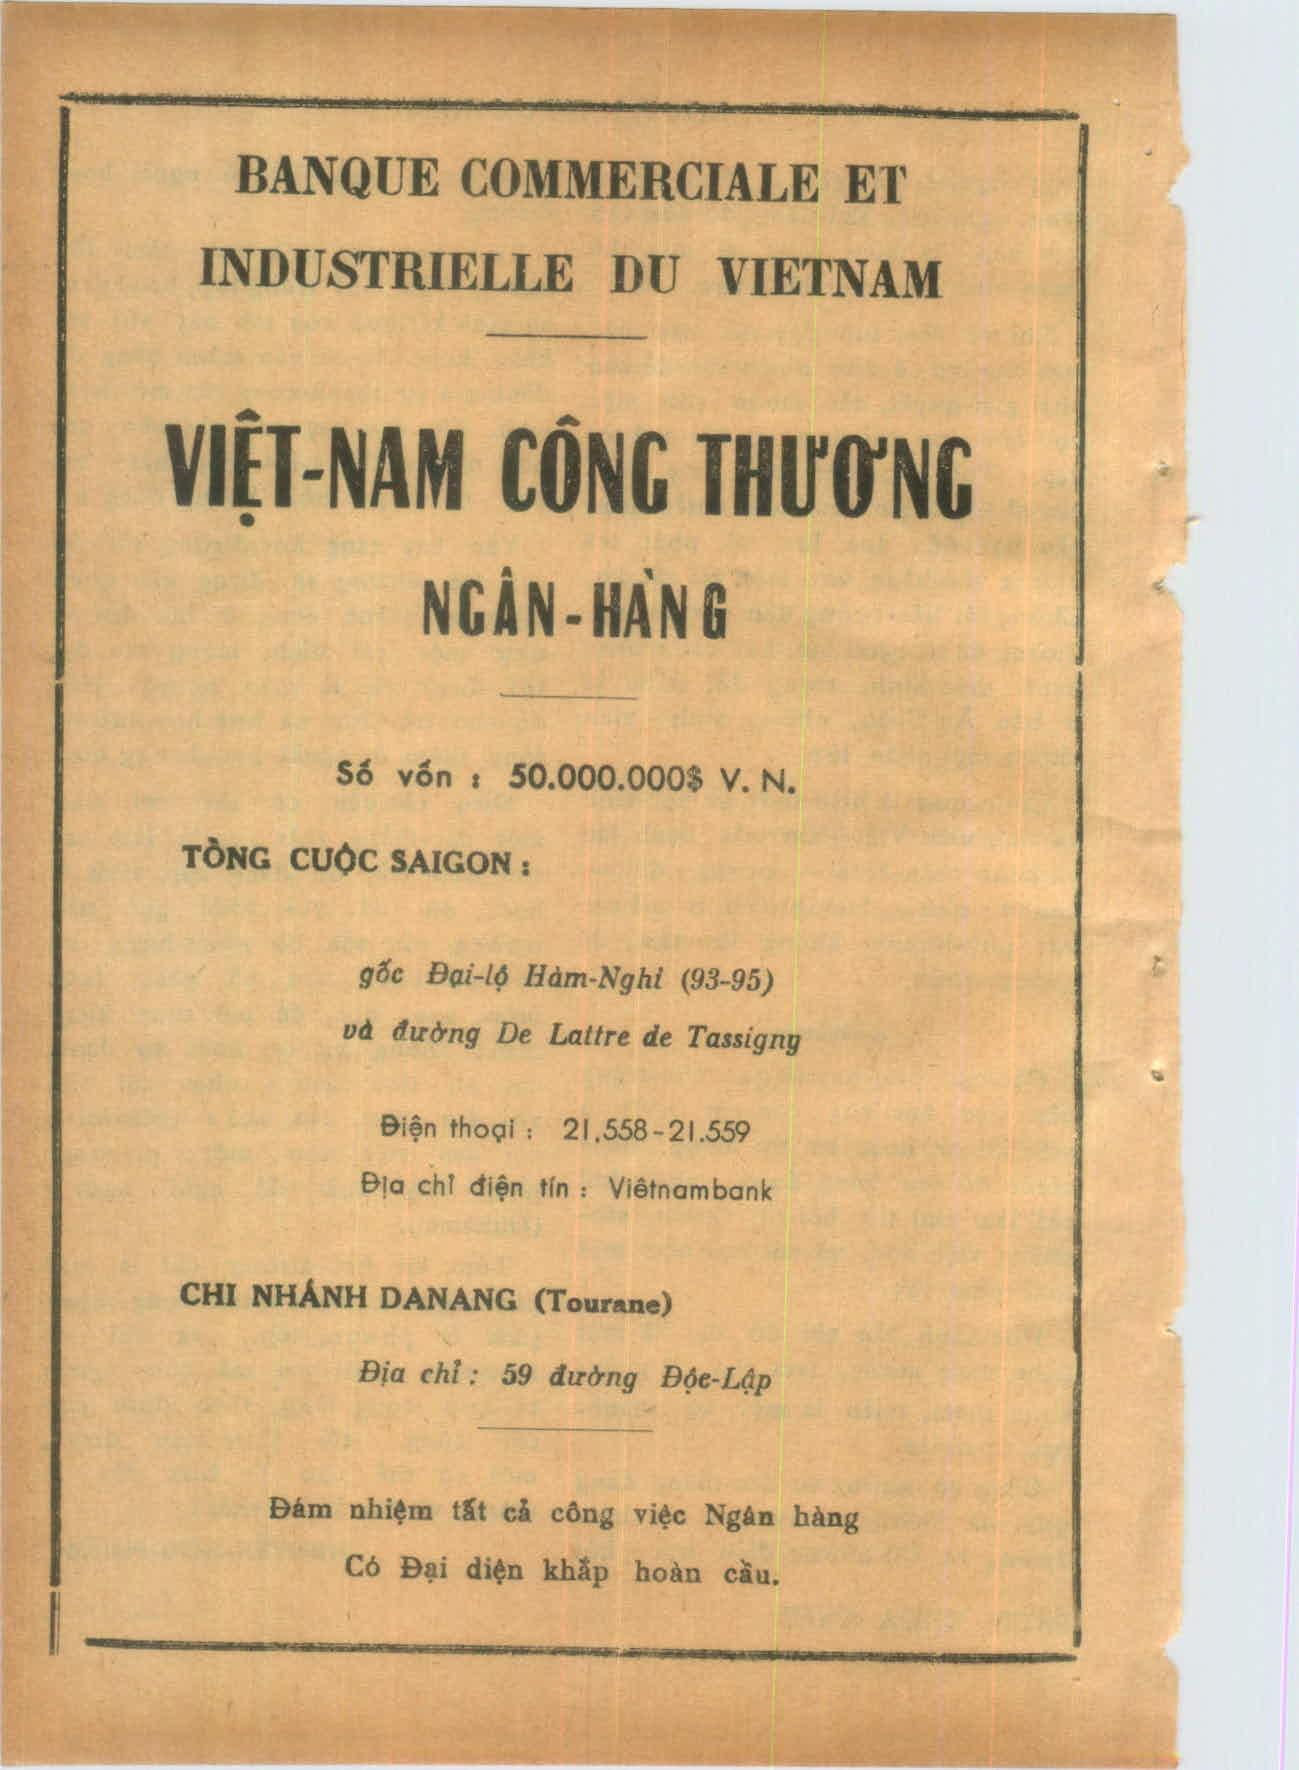 BANQUE COMMERCIALE ET
INDUSTRIELLE DU VIETNAM
VIỆT-NAM CÔNG THƯƠNG
NGÂN-HÀNG
Số vốn : 50.000.000$ V. N.
TỔNG CUỘC SAIGON :
gốc Đại-lộ Hàm-Nghi (93-95)
và đường De Lattre de Tassigny
Điện thoại : 21.558-21.559
Địa chỉ điện tín : Viêtnambank
CHI NHÁNH DANANG (Tourane)
Địa chỉ : 59 đường Độc-Lập
Đảm nhiệm tất cả công việc Ngân hàng
Có Đại diện khắp hoàn cầu.